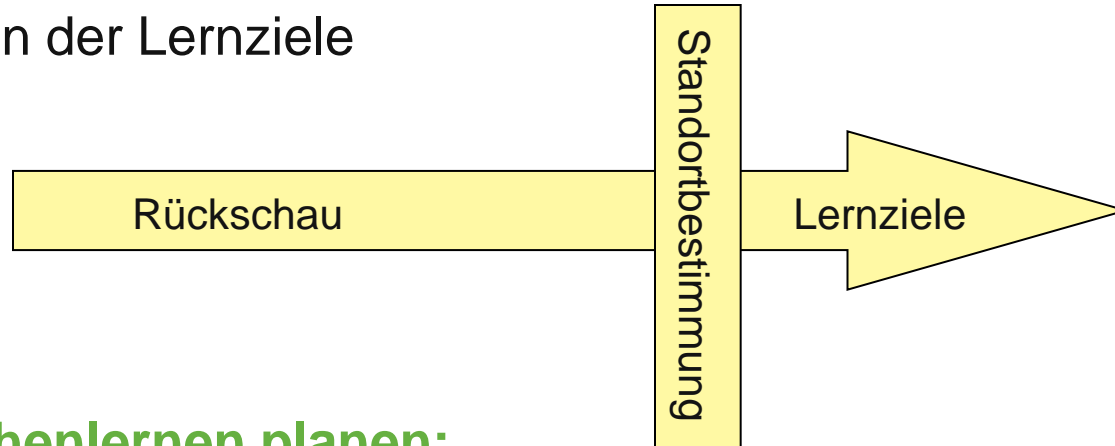 n der Lernziele
Standortbestimmung
Rückschau
Lernziele
henlernen planen: